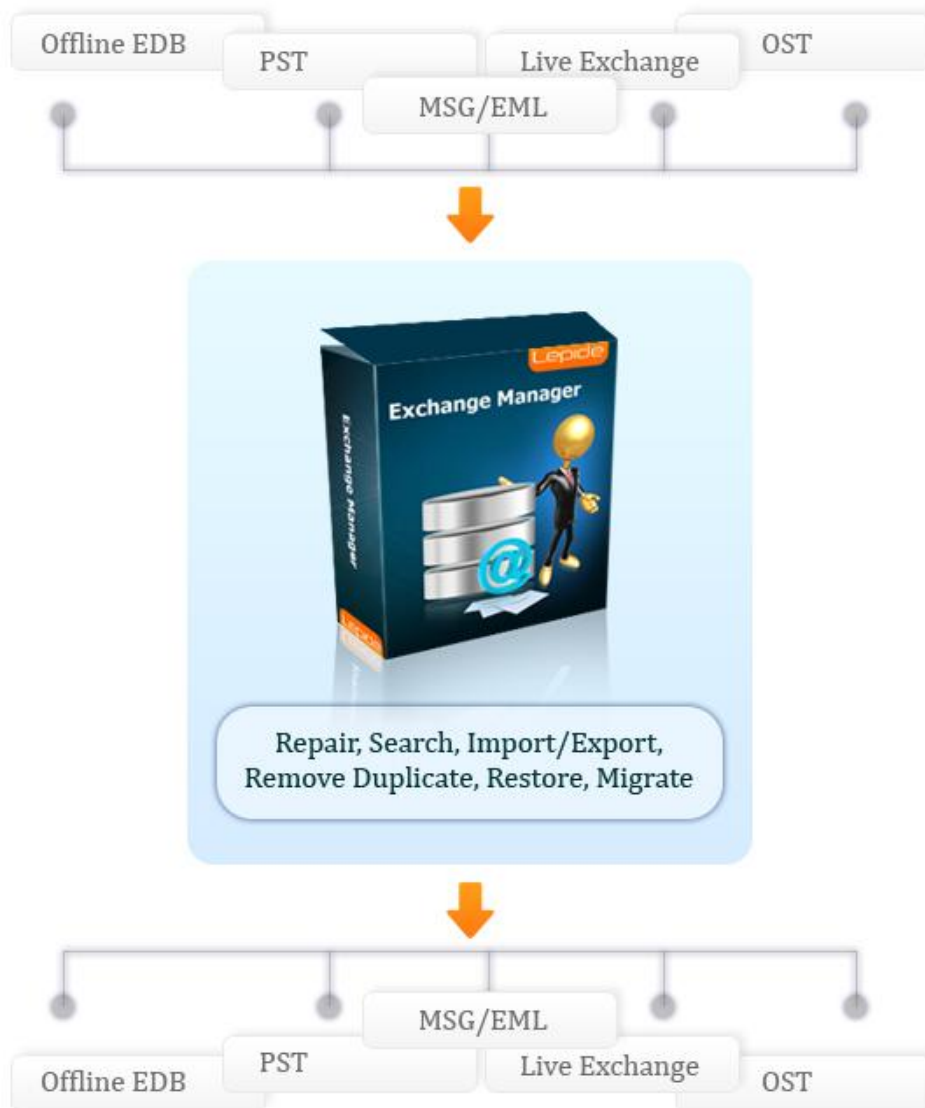 Offline EDB
PST
Live Exchange
OST
MSG/EML
Lepide
Exchange Manager
Exchange Manager
Lepide
Repair, Search, Import/Export,
Remove Duplicate, Restore, Migrate
MSG/EML
PST
Live Exchange
Offline EDB
OST